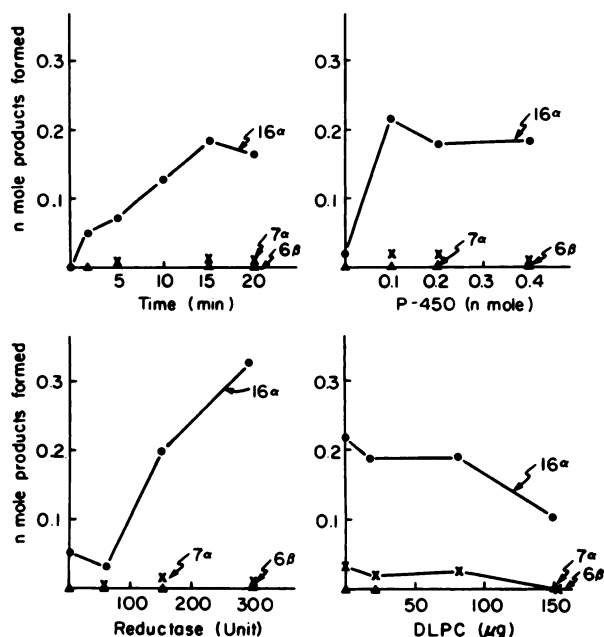 n mole products formed
0.3
0.2
0.1
16α
7α
6β
5 10 15 20
Time (min)
0.3
0.2
0.1
16α
7α
6β
0.1 0.2 0.3 0.4
P-450 (n mole)
n mole products formed
0.3
0.2
0.1
16α
7α
6β
100 200 300
Reductase (Unit)
0.3
0.2
0.1
16α
7α
6β
50 100 150
DLPC (μg)